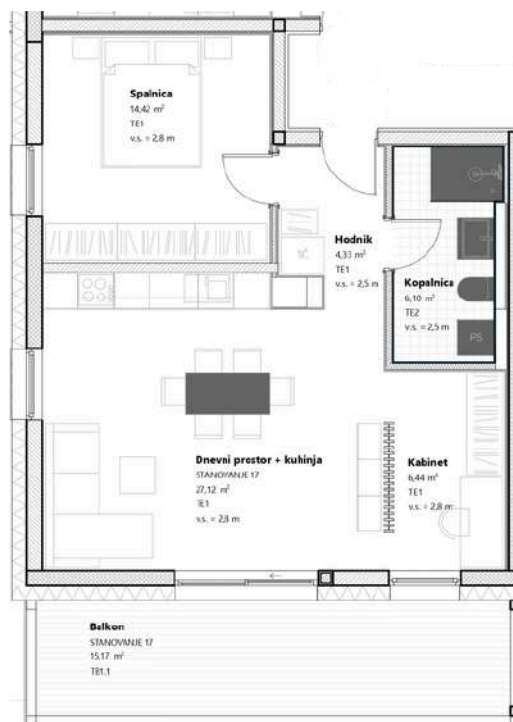 Spalnica
14,42 m²
TE1
v.s. = 2,8 m
Hodnik
4,33 m²
TE1
v.s. = 2,5 m
Kopalnica
6,10 m²
TE2
v.s. = 2,5 m
PS
Dnevni prostor + kuhinja
STANOVANJE 17
27,12 m²
TE1
v.s. = 2,8 m
Kabinet
6,44 m²
TE1
v.s. = 2,8 m
Balkon
STANOVANJE 17
15,17 m²
TE1.1